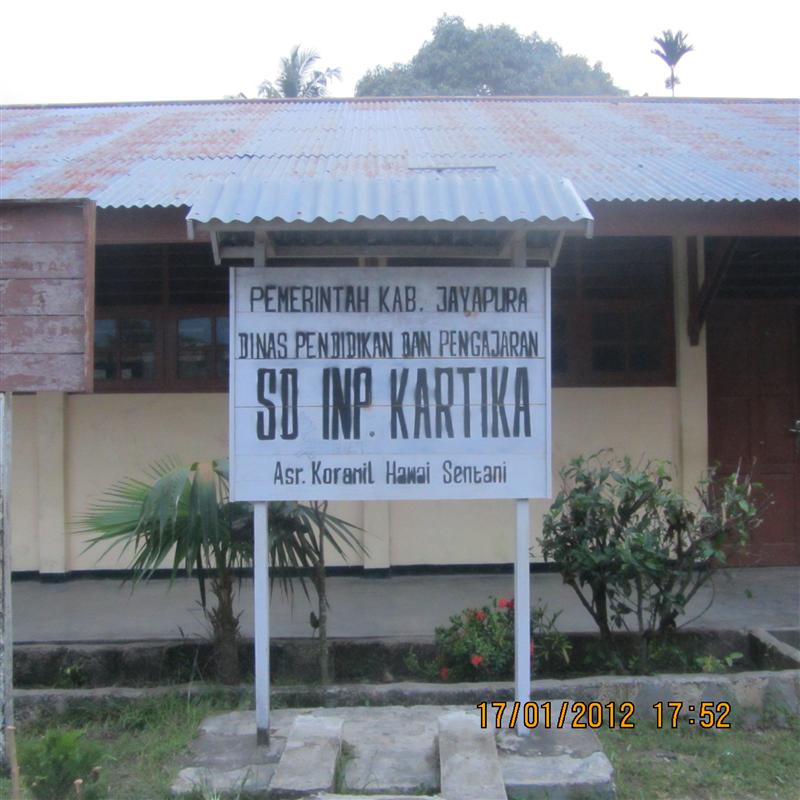 PEMERINTAH KAB. JAYAPURA
DINAS PENDIDIKAN DAN PENGAJARAN
SD INP. KARTIKA
Asr. Koramil Hawai Sentani
17/01/2012 17:52